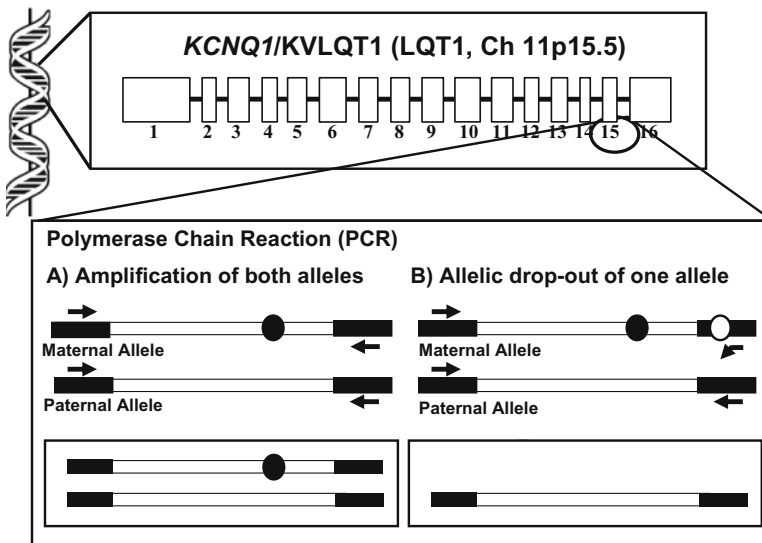 KCNQ1/KVLQT1 (LQT1, Ch 11p15.5)
1 2 3 4 5 6 7 8 9 10 11 12 13 14 15 16
Polymerase Chain Reaction (PCR)
A) Amplification of both alleles
B) Allelic drop-out of one allele
Maternal Allele
Maternal Allele
Paternal Allele
Paternal Allele